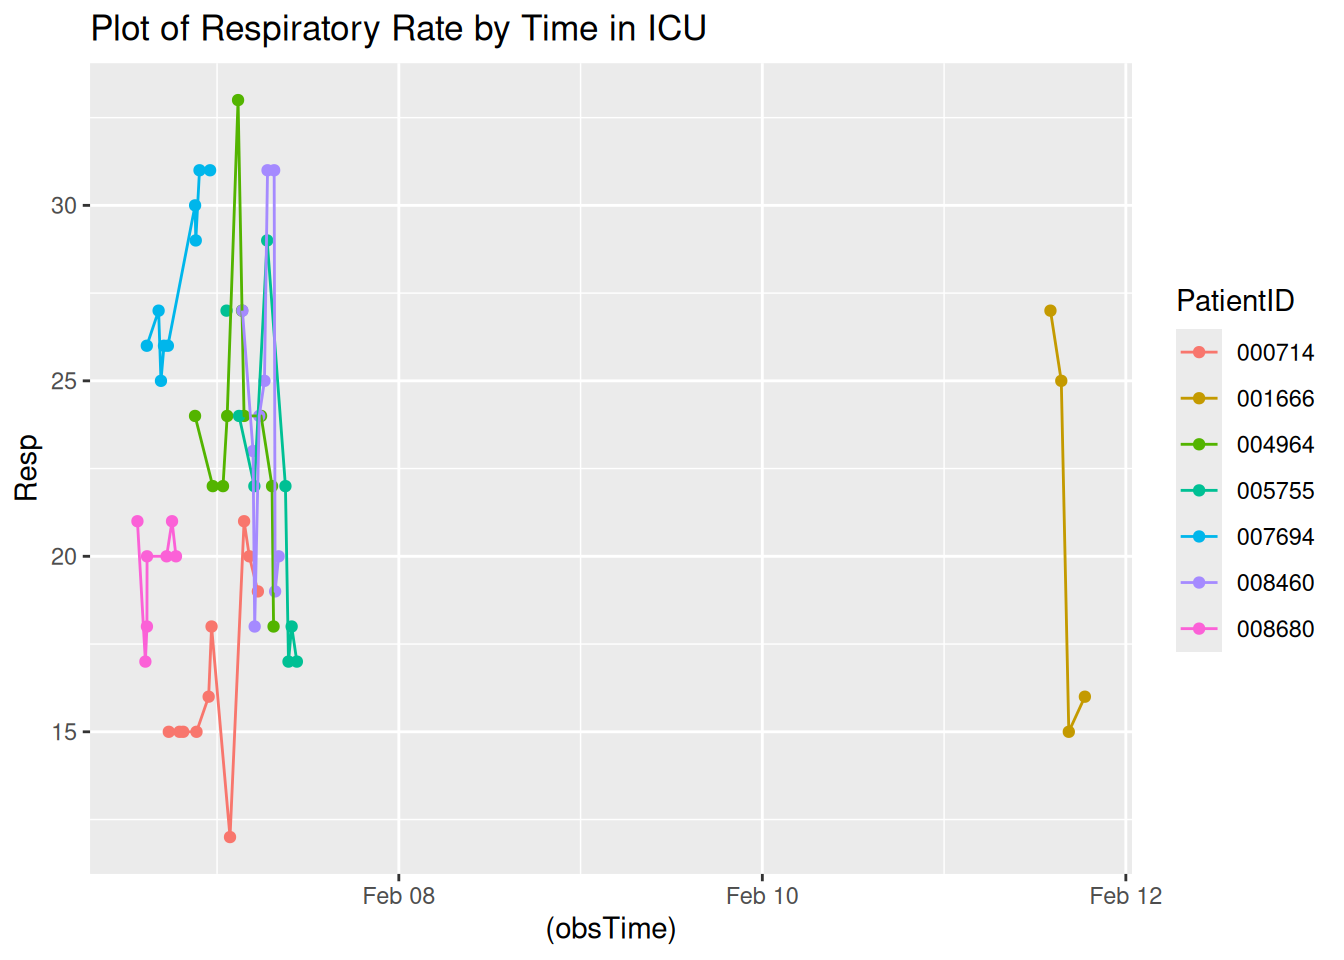 Plot of Respiratory Rate by Time in ICU
Resp
30
25
20
15
Feb 08
Feb 10
Feb 12
(obsTime)
PatientID
000714
001666
004964
005755
007694
008460
008680